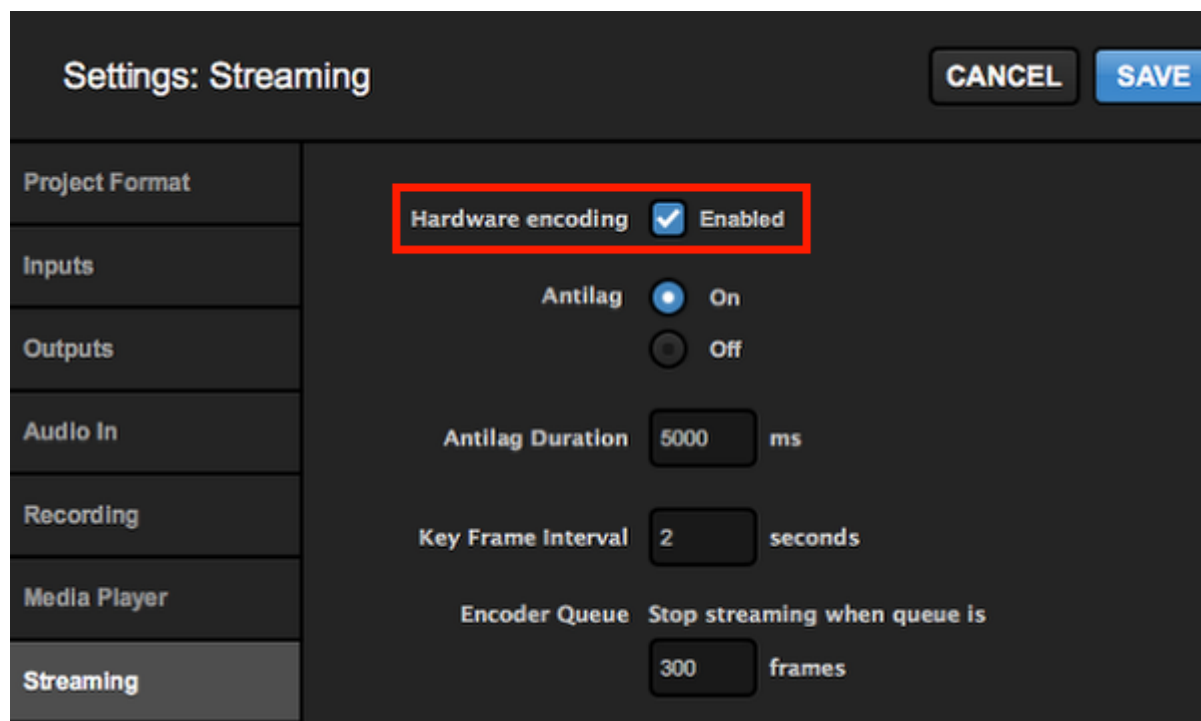 Settings: Streaming
CANCEL
SAVE
Project Format
Inputs
Outputs
Audio In
Recording
Media Player
Streaming
Hardware encoding Enabled
Antilag On
Off
Antilag Duration 5000 ms
Key Frame Interval 2 seconds
Encoder Queue Stop streaming when queue is
300 frames